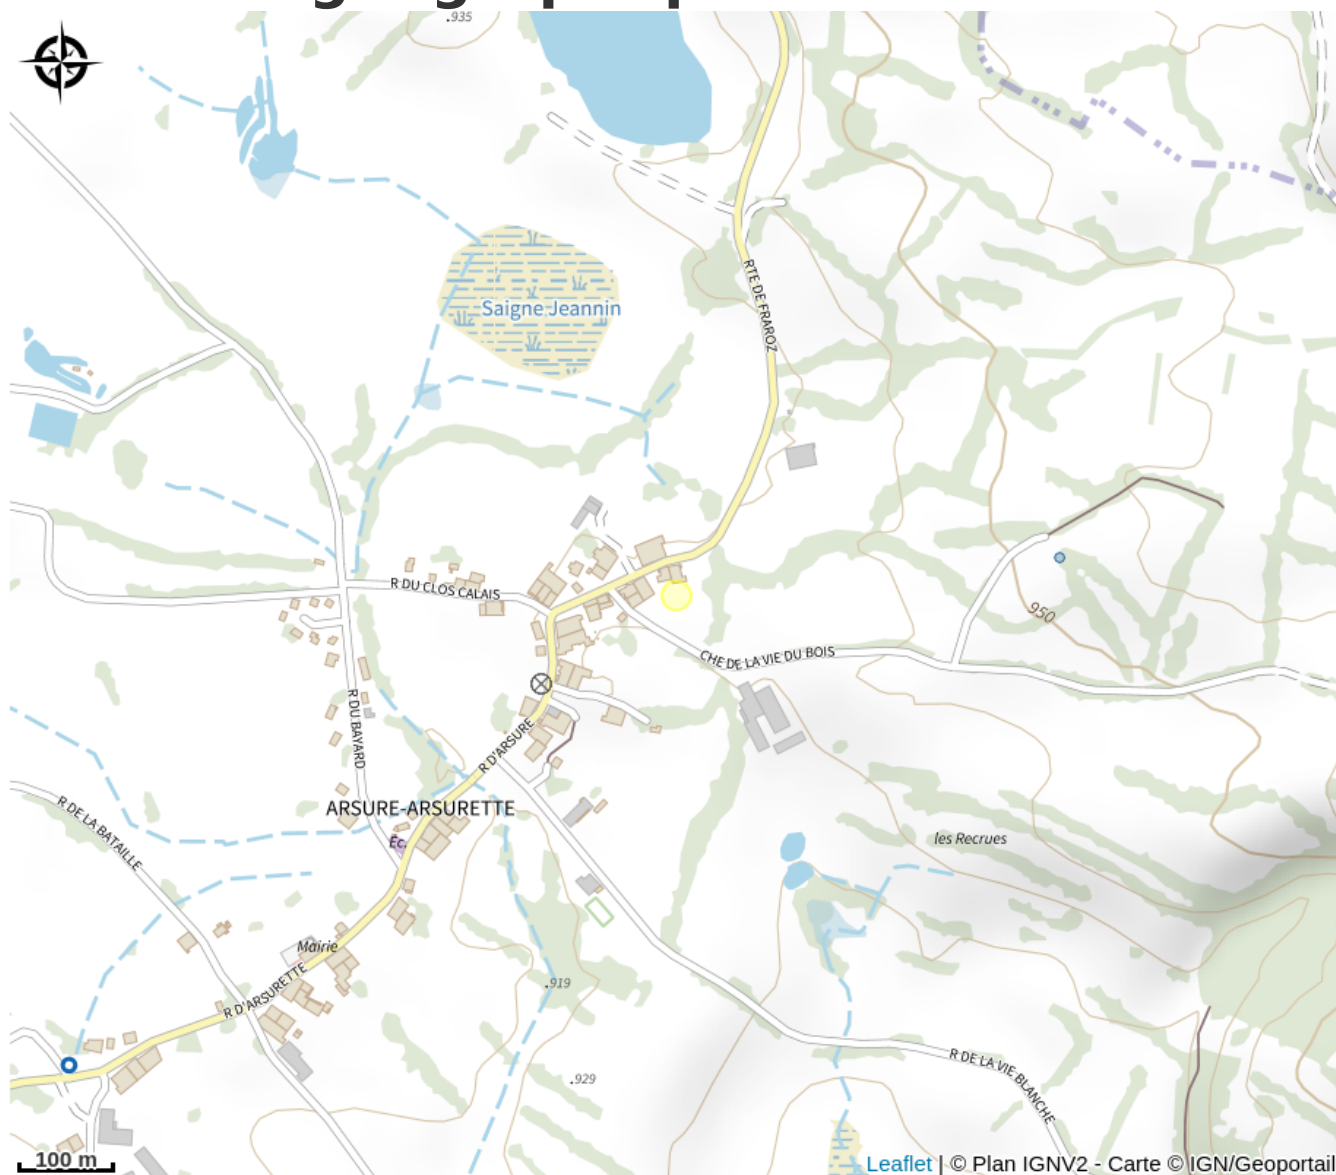 935
Saigne Jeannin
RTE DE FRAROZ
R DU CLOS CALAIS
950
CHE DE LA VIE DU BOIS
R DU BAYARD
R D'ARSURE
R DE LA BATAILLE
ARSURE-ARSURETTE
Éc.
les Recrues
Mairie
R D'ARSURETTE
919
R DE LA VIE BLANCHE
929
100 m
Leaflet | © Plan IGNV2 - Carte © IGN/Geoportail